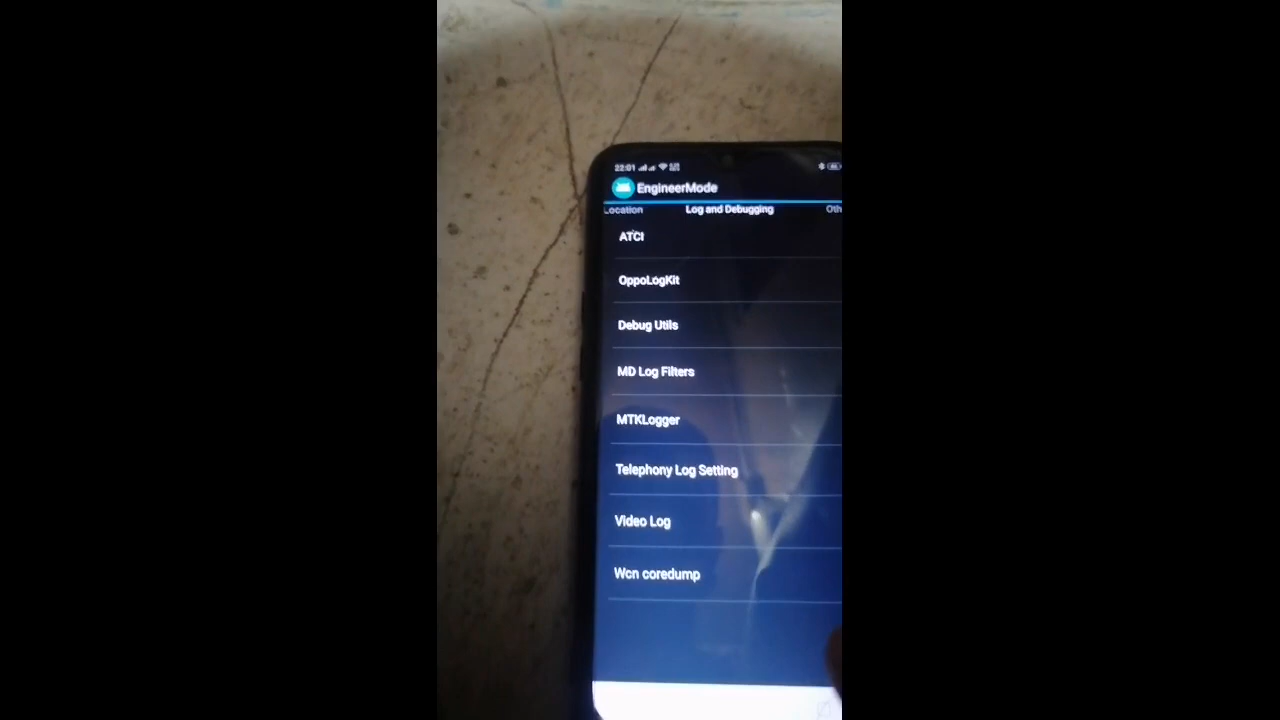 22:01
EngineerMode
Location Log and Debugging Oth
ATCI
OppoLogKit
Debug Utils
MD Log Filters
MTKLogger
Telephony Log Setting
Video Log
Wcn coredump